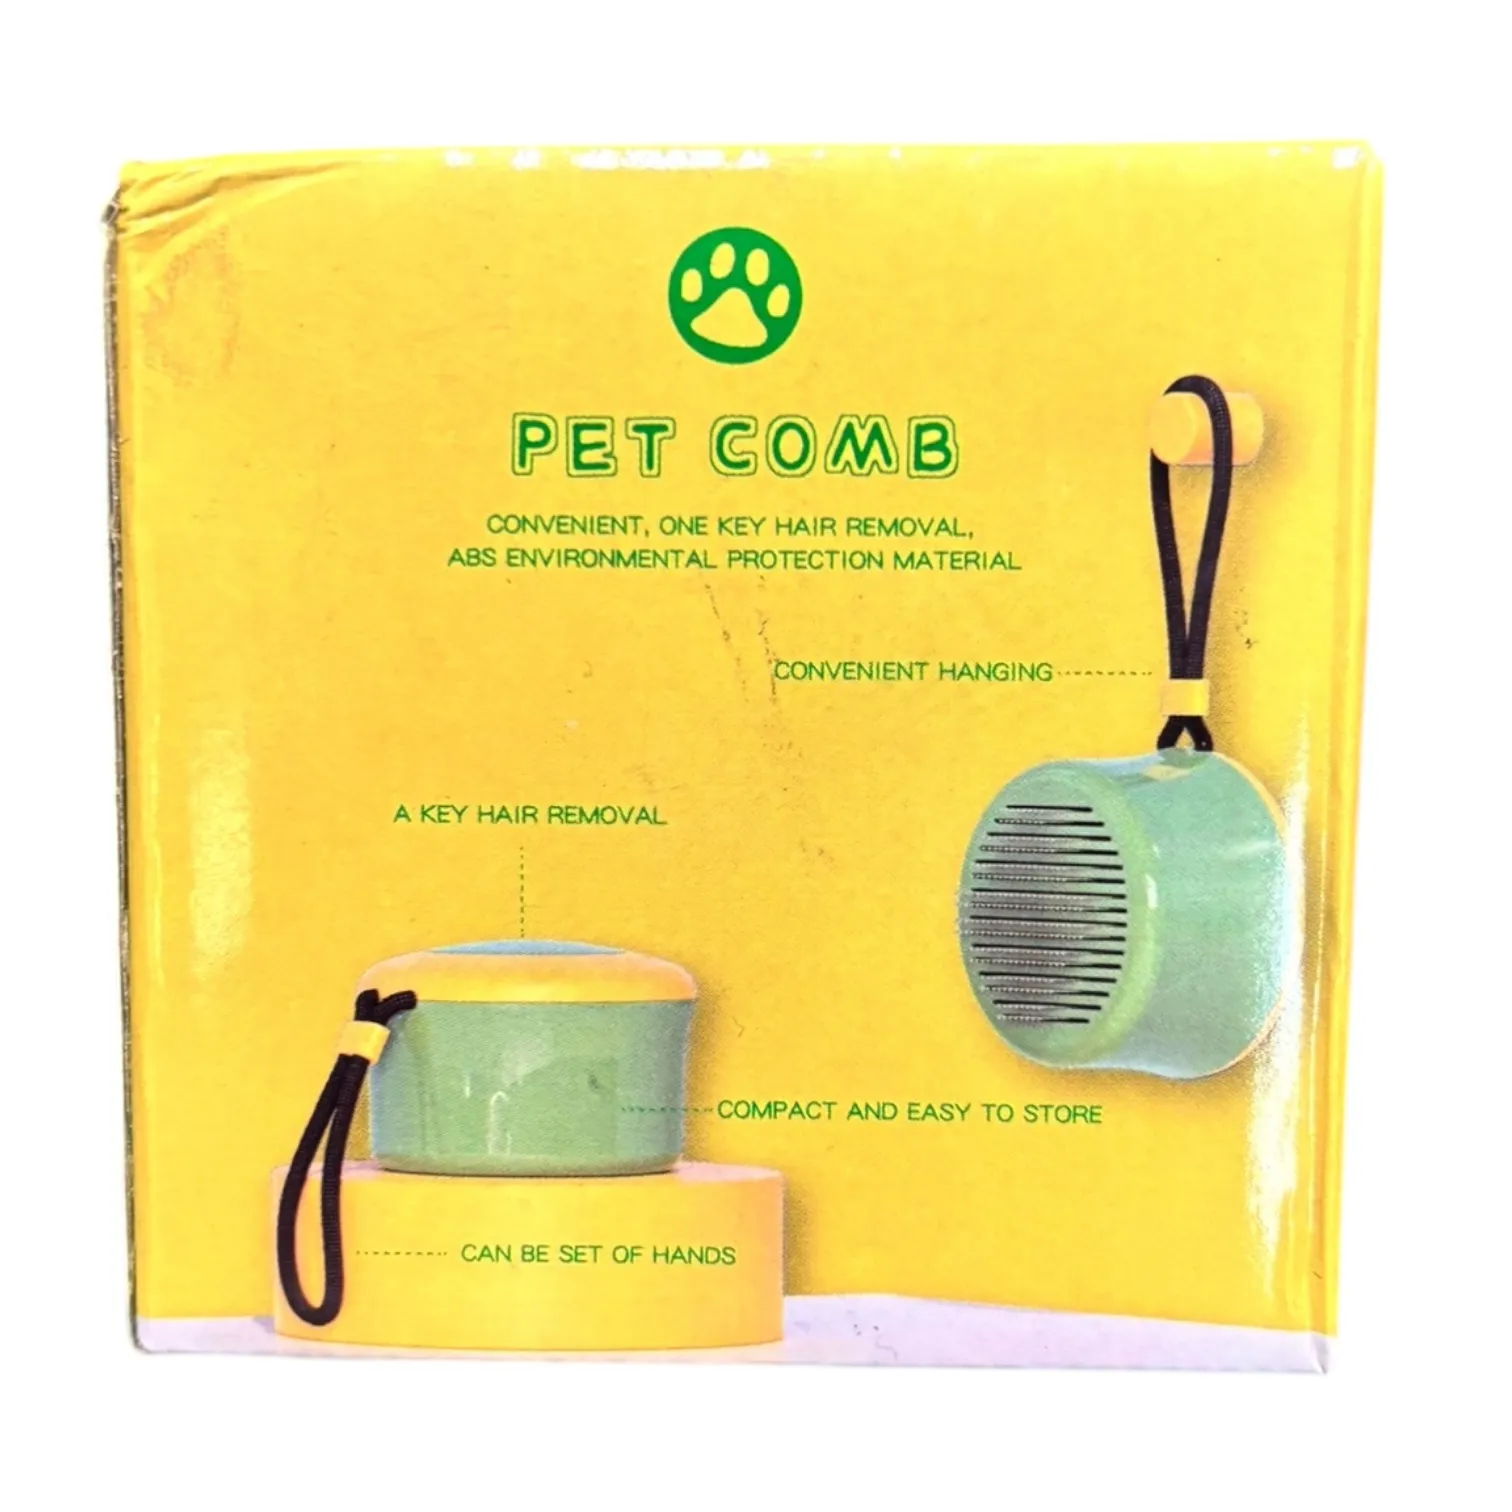 PET COMB
CONVENIENT, ONE KEY HAIR REMOVAL,
ABS ENVIRONMENTAL PROTECTION MATERIAL
CONVENIENT HANGING
A KEY HAIR REMOVAL
COMPACT AND EASY TO STORE
CAN BE SET OF HANDS